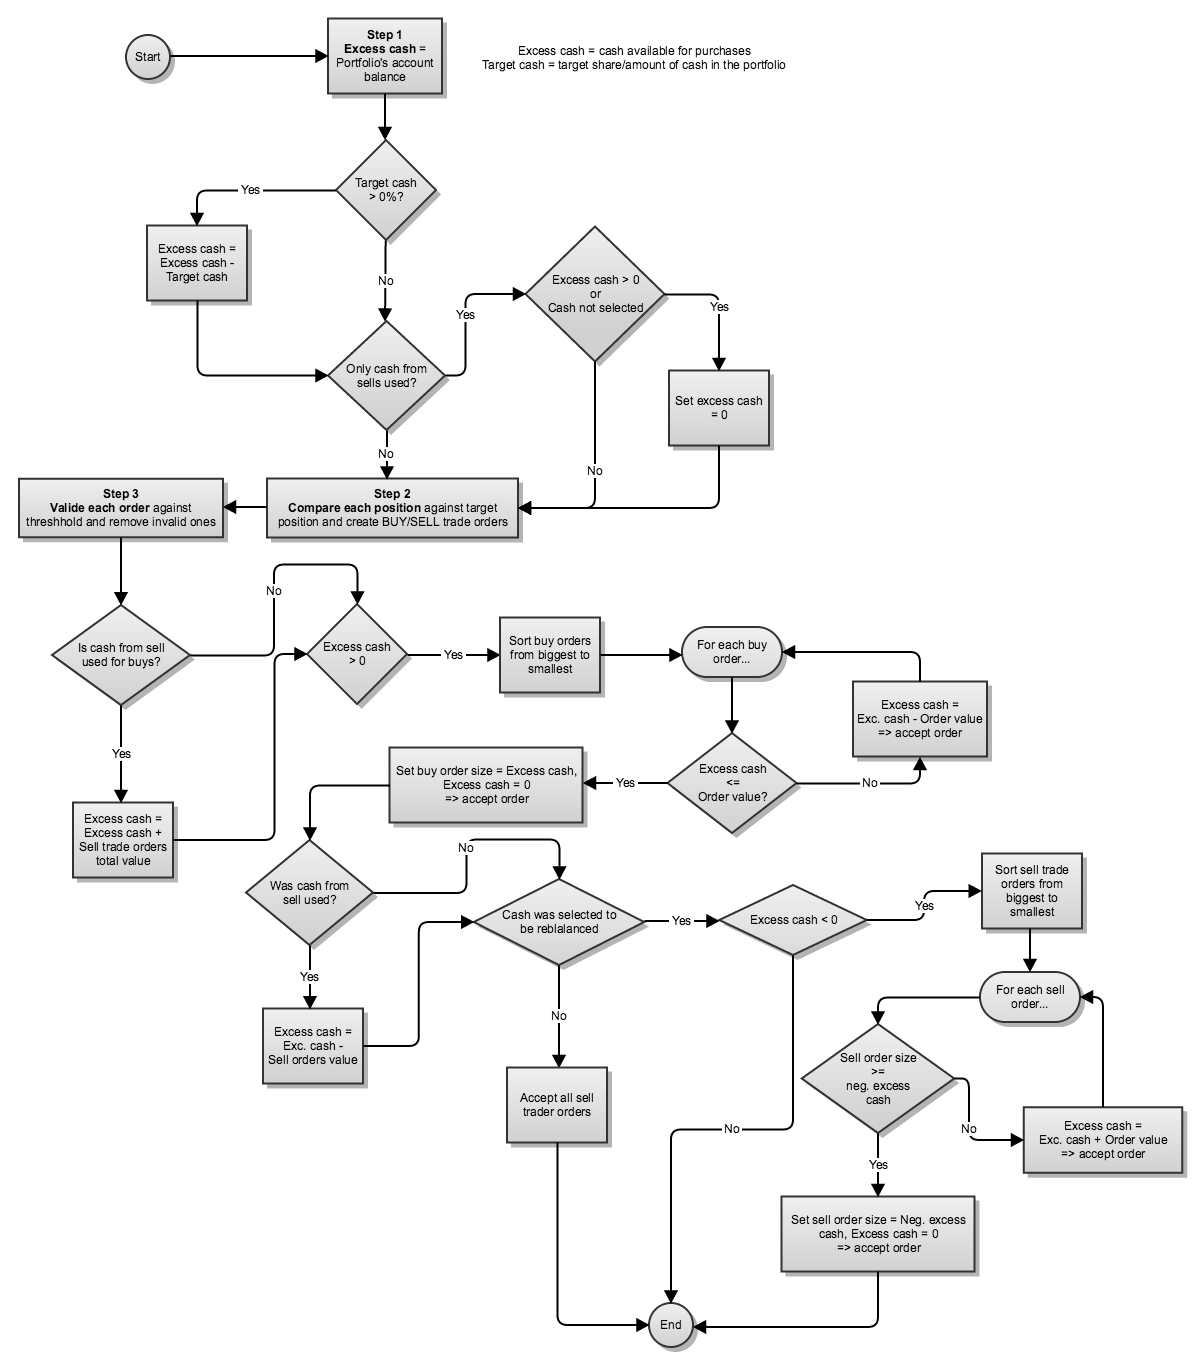 Start
Step 1
Excess cash =
Portfolio's account
balance
Excess cash = cash available for purchases
Target cash = target share/amount of cash in the portfolio
Target cash
> 0%?
Yes
No
Excess cash =
Excess cash -
Target cash
Only cash from
sells used?
Yes
No
Excess cash > 0
or
Cash not selected
Yes
No
Set excess cash
= 0
Step 2
Compare each position against target
position and create BUY/SELL trade orders
Step 3
Valide each order against
threshhold and remove invalid ones
Is cash from sell
used for buys?
No
Yes
Excess cash =
Excess cash +
Sell trade orders
total value
Excess cash
> 0
Yes
Sort buy orders
from biggest to
smallest
For each buy
order...
Excess cash =
Exc. cash - Order value
=> accept order
Excess cash
<=
Order value?
No
Yes
Set buy order size = Excess cash,
Excess cash = 0
=> accept order
Was cash from
sell used?
No
Yes
Excess cash =
Exc. cash -
Sell orders value
Cash was selected to
be reblalanced
Yes
No
Accept all sell
trader orders
Excess cash < 0
Yes
No
Sort sell trade
orders from
biggest to
smallest
For each sell
order...
Sell order size
>=
neg. excess
cash
No
Yes
Excess cash =
Exc. cash + Order value
=> accept order
Set sell order size = Neg. excess
cash, Excess cash = 0
=> accept order
End